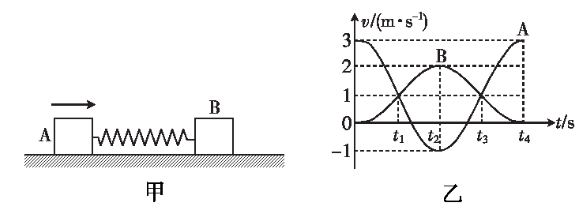 A
B
甲
v/(m·s⁻¹)
3
2
1
0
−1
A
B
t₁
t₂
t₃
t₄
t/s
乙